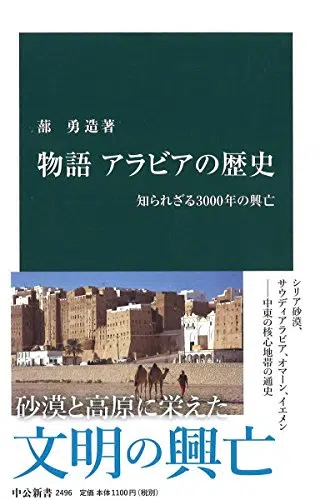 蔀 勇造著
物語 アラビアの歴史
知られざる3000年の興亡
シリア砂漠、
サウディアラビア、オマーン、イエメン
――中東の核心地帯の通史
砂漠と高原に栄えた
文明の興亡
中公新書 2496 定価 本体1100円(税別)